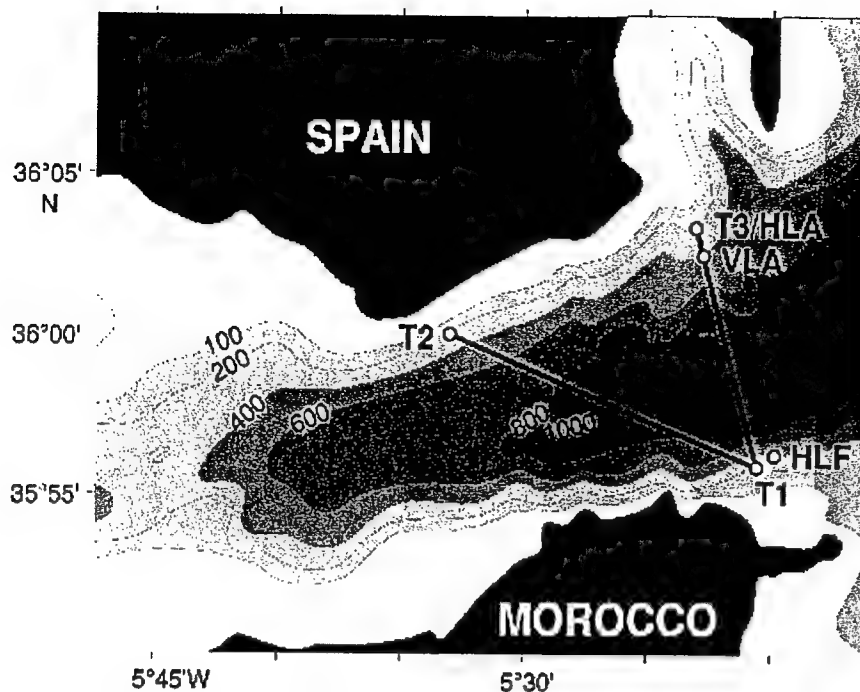 SPAIN
36°05'
N
T3/HLA
VLA
36°00'
T2
100
200
400
600
800
1000
HLF
T1
35°55'
MOROCCO
5°45'W
5°30'